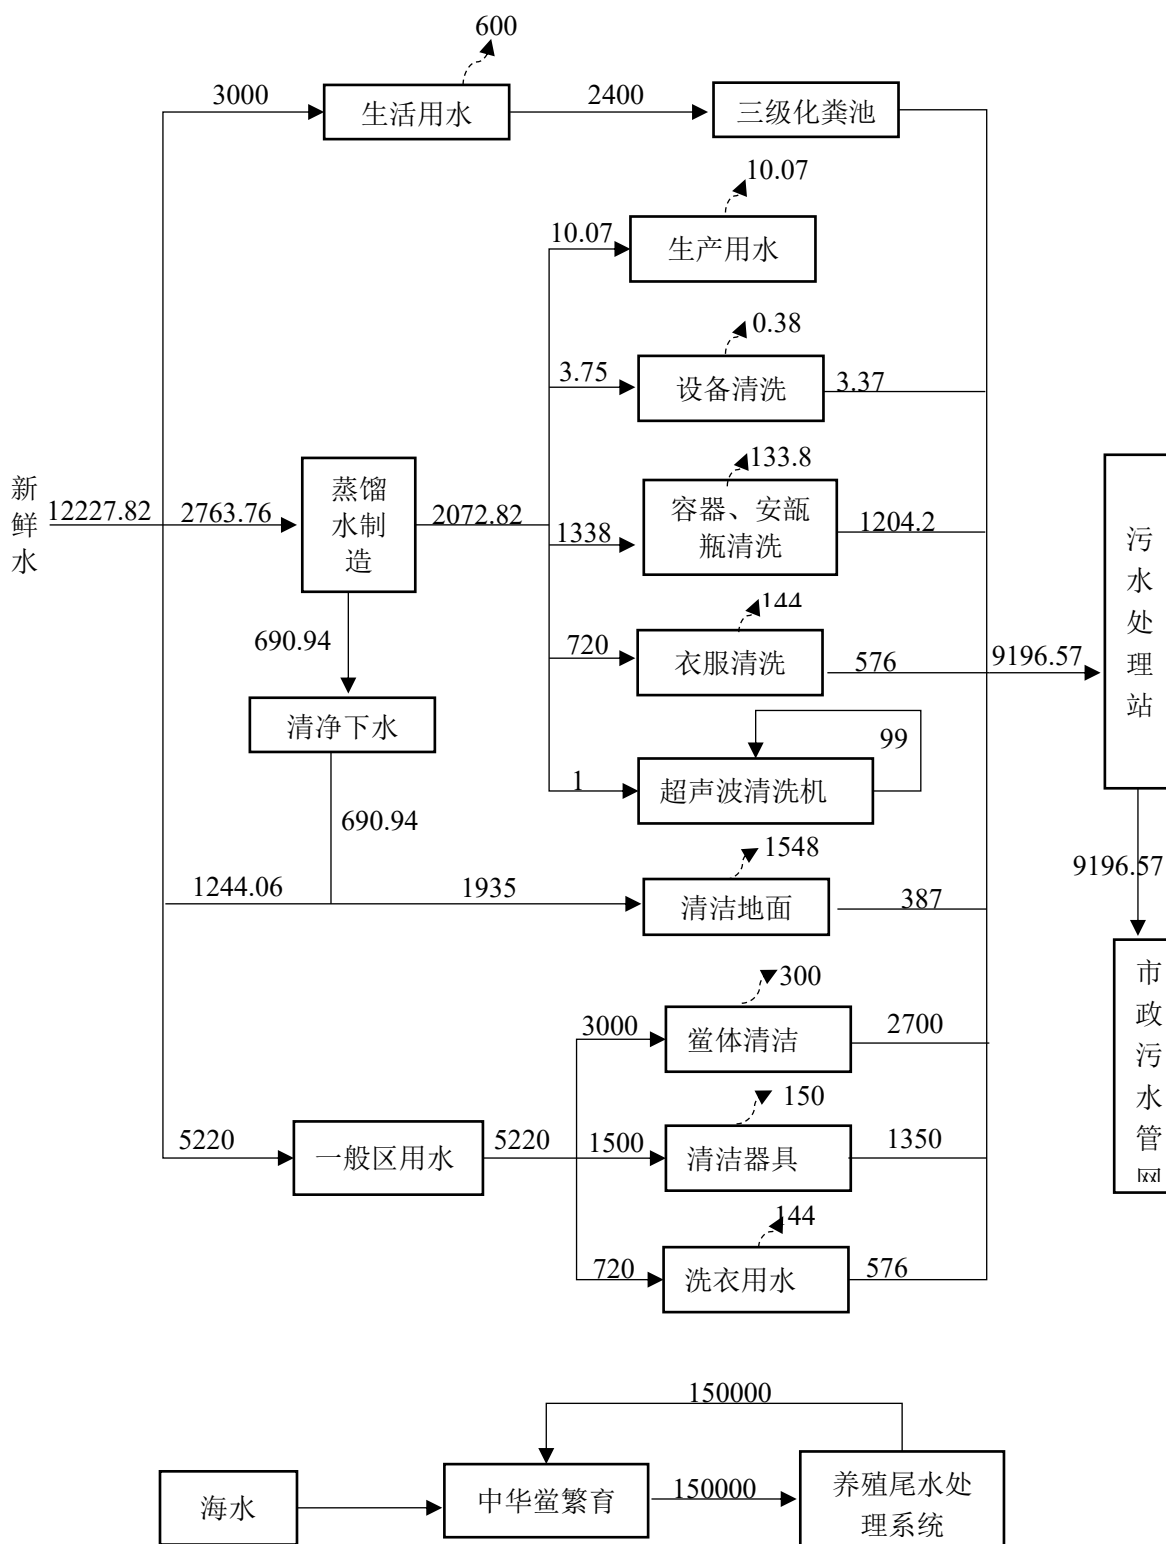 600
3000
生活用水
2400
三级化粪池
10.07
10.07
生产用水
0.38
3.75
设备清洗
3.37
133.8
新
鲜
水
12227.82
2763.76
蒸馏
水制
造
2072.82
1338
容器、安瓿
瓶清洗
1204.2
144
690.94
720
衣服清洗
576
9196.57
污
水
处
理
站
清净下水
99
1
超声波清洗机
690.94
1548
9196.57
1244.06
1935
清洁地面
387
300
3000
鲎体清洁
2700
市
政
污
水
管
网
150
5220
一般区用水
5220
1500
清洁器具
1350
144
720
洗衣用水
576
150000
海水
中华鲎繁育
150000
养殖尾水处
理系统